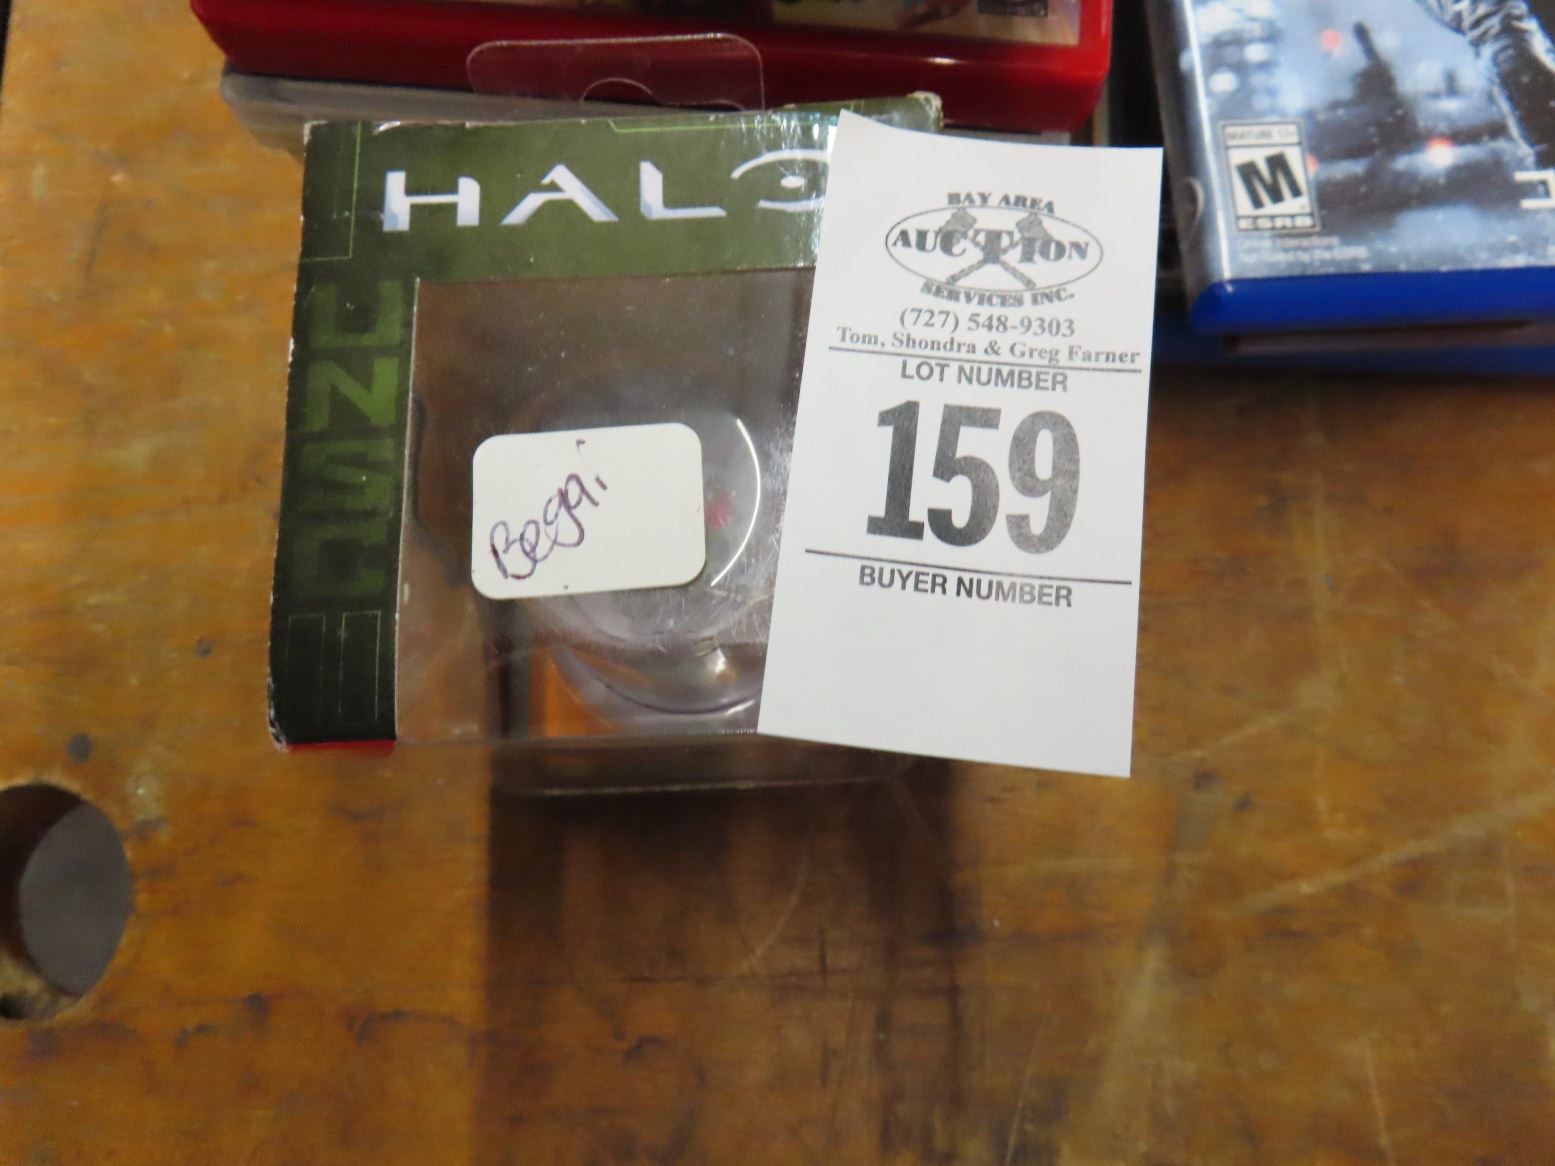 HALO
UNSC
Begq.i
BAY AREA
AUCTION
SERVICES INC.
(727) 548-9303
Tom, Shondra & Greg Farner
LOT NUMBER
159
BUYER NUMBER
MATURE 17+
M
ESRB